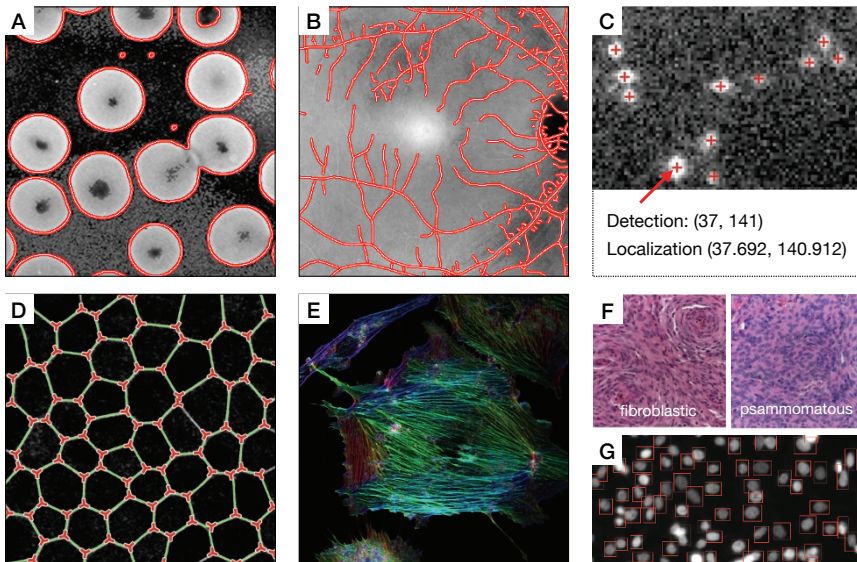 A
B
C
Detection: (37, 141)
Localization (37.692, 140.912)
D
E
F
fibroblastic
psammomatous
G